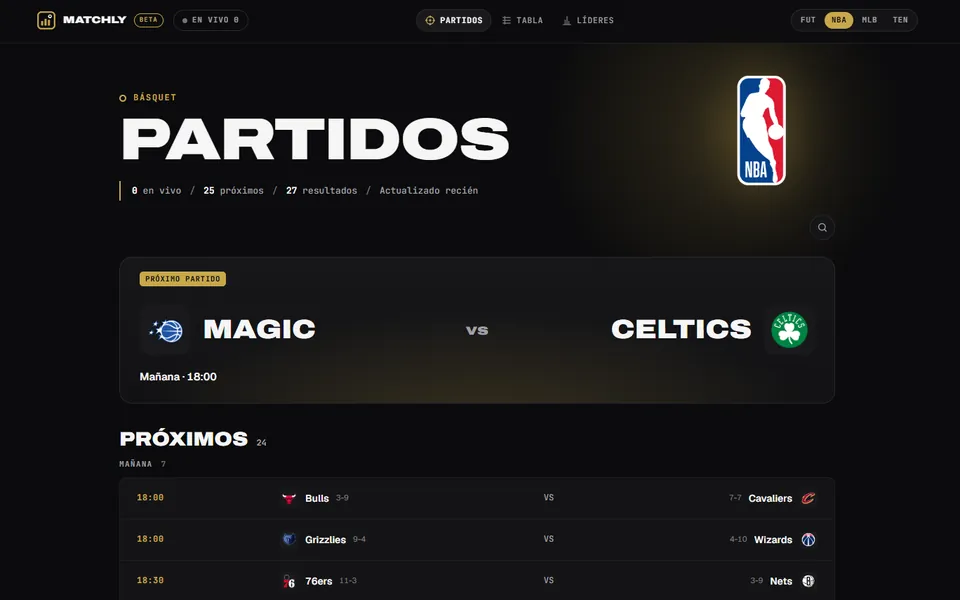 MATCHLY BETA EN VIVO 0 PARTIDOS TABLA LÍDERES FUT NBA MLB TEN
BÁSQUET
PARTIDOS
0 en vivo / 25 próximos / 27 resultados / Actualizado recién
NBA
PRÓXIMO PARTIDO
MAGIC VS CELTICS
CELTICS
Mañana · 18:00
PRÓXIMOS 24
MAÑANA 7
18:00 Bulls 3-9 VS 7-7 Cavaliers
18:00 Grizzlies 9-4 VS 4-10 Wizards
18:30 76 76ers 11-3 VS 3-9 Nets